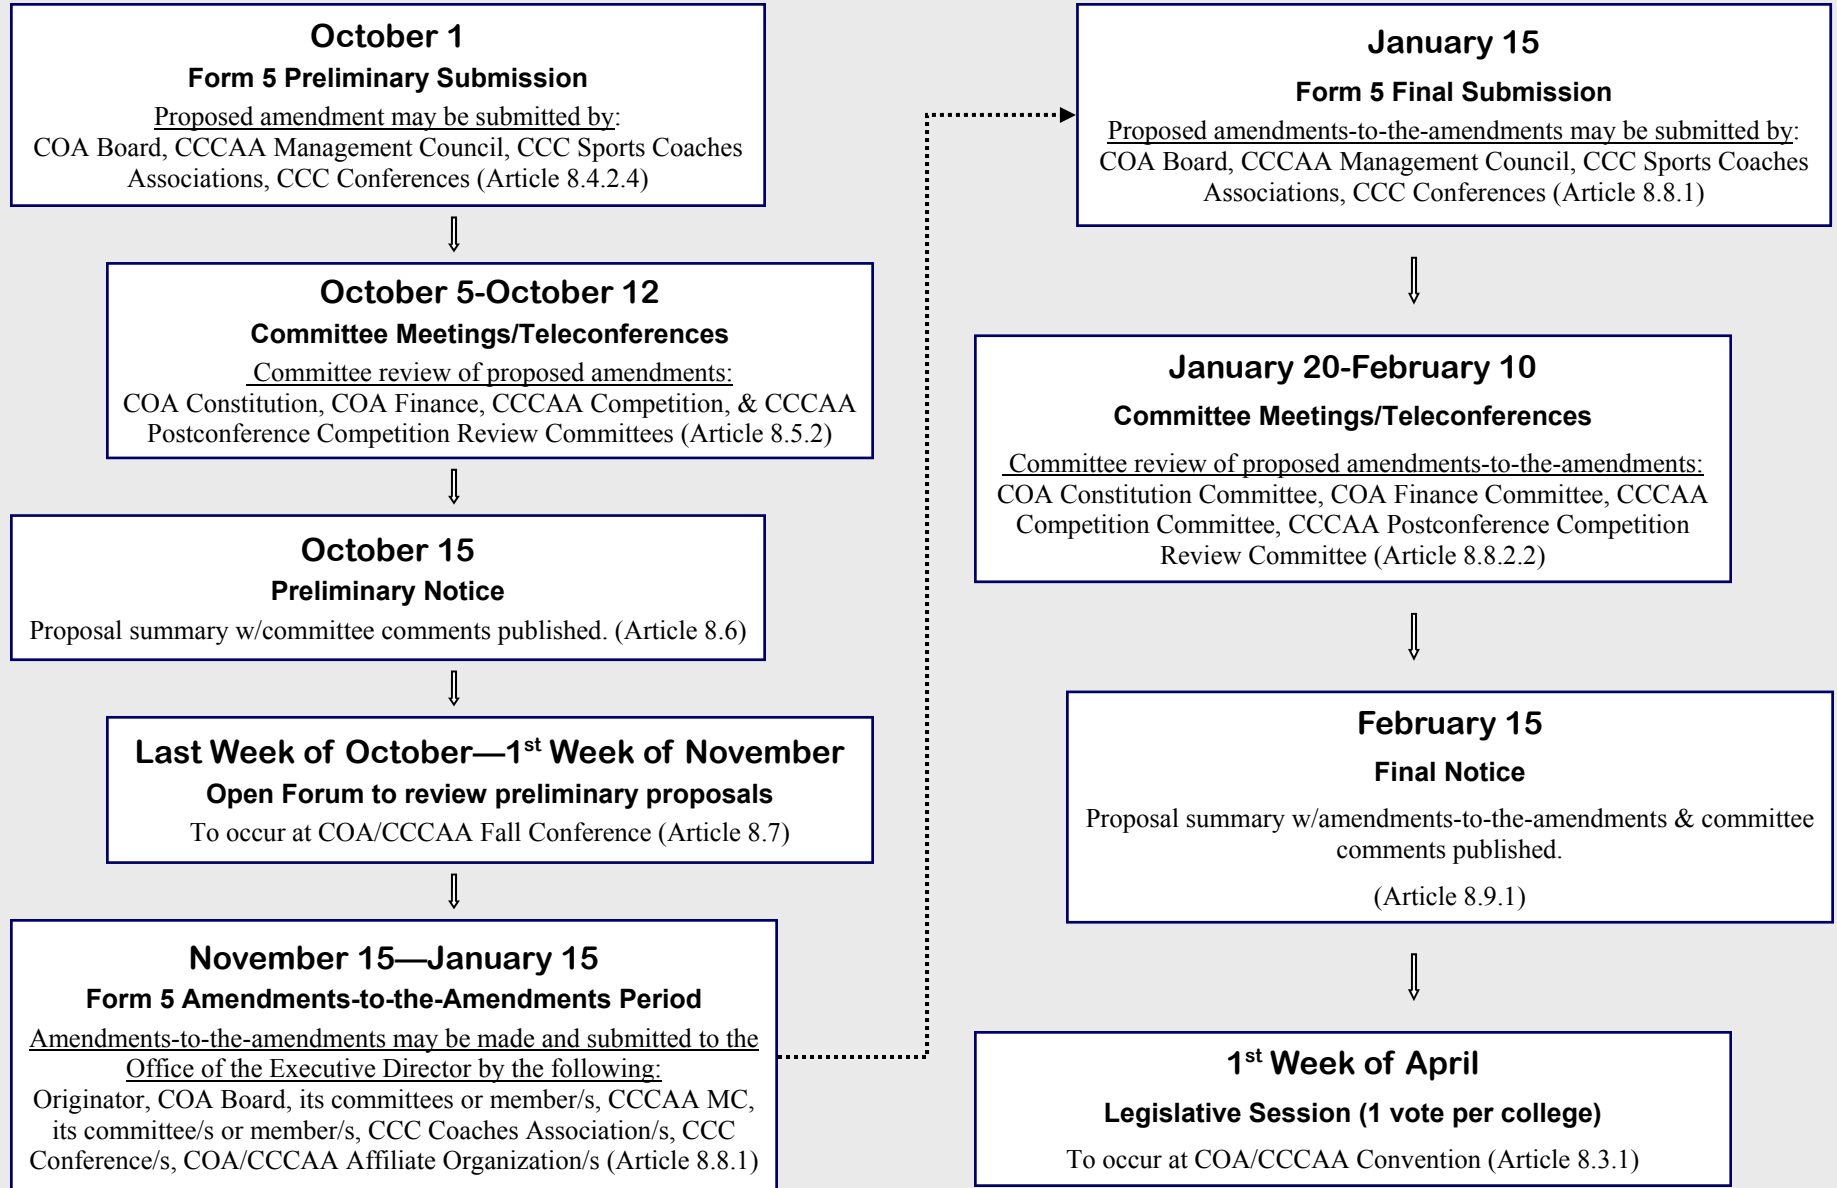 October 1
Form 5 Preliminary Submission
Proposed amendment may be submitted by:
COA Board, CCCAA Management Council, CCC Sports Coaches
Associations, CCC Conferences (Article 8.4.2.4)
October 5-October 12
Committee Meetings/Teleconferences
Committee review of proposed amendments:
COA Constitution, COA Finance, CCCAA Competition, & CCCAA
Postconference Competition Review Committees (Article 8.5.2)
October 15
Preliminary Notice
Proposal summary w/committee comments published. (Article 8.6)
Last Week of October—1st Week of November
Open Forum to review preliminary proposals
To occur at COA/CCCAA Fall Conference (Article 8.7)
November 15—January 15
Form 5 Amendments-to-the-Amendments Period
Amendments-to-the-amendments may be made and submitted to the
Office of the Executive Director by the following:
Originator, COA Board, its committees or member/s, CCCAA MC,
its committee/s or member/s, CCC Coaches Association/s, CCC
Conference/s, COA/CCCAA Affiliate Organization/s (Article 8.8.1)
January 15
Form 5 Final Submission
Proposed amendments-to-the-amendments may be submitted by:
COA Board, CCCAA Management Council, CCC Sports Coaches
Associations, CCC Conferences (Article 8.8.1)
January 20-February 10
Committee Meetings/Teleconferences
Committee review of proposed amendments-to-the-amendments:
COA Constitution Committee, COA Finance Committee, CCCAA
Competition Committee, CCCAA Postconference Competition
Review Committee (Article 8.8.2.2)
February 15
Final Notice
Proposal summary w/amendments-to-the-amendments & committee
comments published.
(Article 8.9.1)
1st Week of April
Legislative Session (1 vote per college)
To occur at COA/CCCAA Convention (Article 8.3.1)